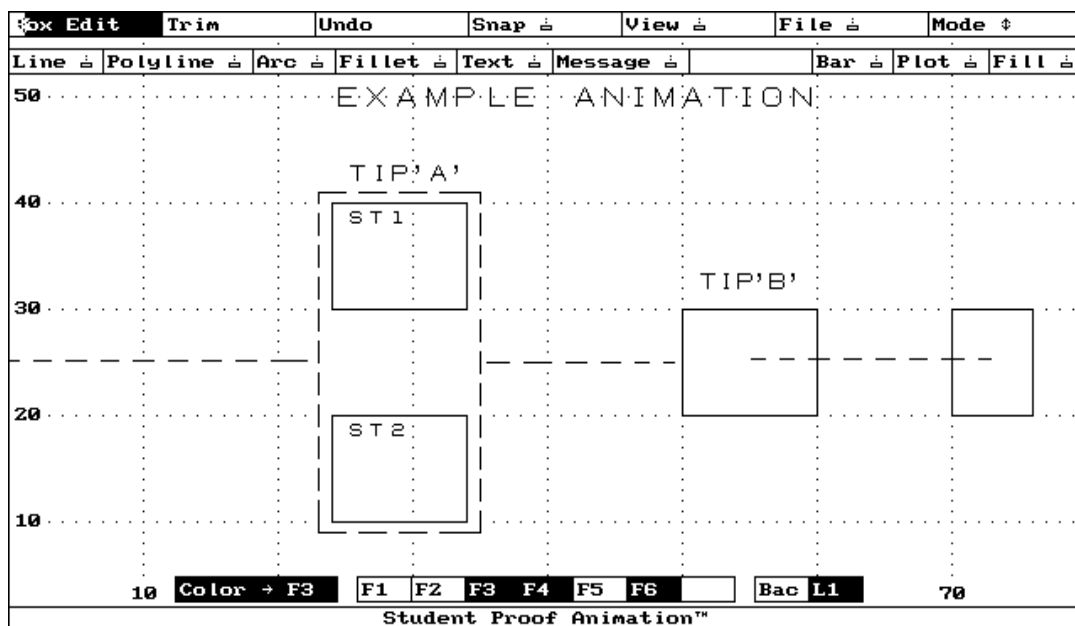 Box Edit Trim Undo Snap View File Mode
Line Polyline Arc Fillet Text Message Bar Plot Fill
50 EXAMPLE ANIMATION
TIP'A'
40
ST1
TIP'B'
30
20
ST2
10
10 Color → F3 F1 F2 F3 F4 F5 F6 Bac L1 70
Student Proof Animation™